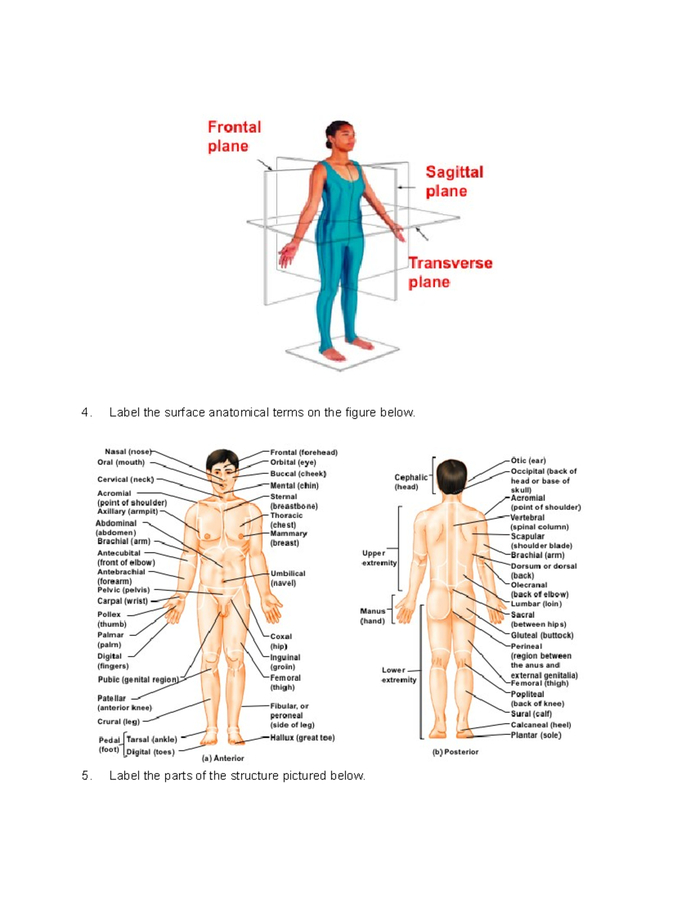 Frontal
plane
Sagittal
plane
Transverse
plane
4. Label the surface anatomical terms on the figure below.
Nasal (nose)
Oral (mouth)
Cervical (neck)
Acromial
(point of shoulder)
Axillary (armpit)
Abdominal
(abdomen)
Brachial (arm)
Antecubital
(front of elbow)
Antebrachial
(forearm)
Pelvic (pelvis)
Carpal (wrist)
Pollex
(thumb)
Palmar
(palm)
Digital
(fingers)
Pubic (genital region)
Patellar
(anterior knee)
Crural (leg)
Pedal
(foot)
Tarsal (ankle)
Digital (toes)
Frontal (forehead)
Orbital (eye)
Buccal (cheek)
Mental (chin)
Sternal
(breastbone)
Thoracic
(chest)
Mammary
(breast)
Umbilical
(navel)
Coxal
(hip)
Inguinal
(groin)
Femoral
(thigh)
Fibular, or
peroneal
(side of leg)
Hallux (great toe)
(a) Anterior
Cephalic
(head)
Upper
extremity
Manus
(hand)
Lower
extremity
Otic (ear)
Occipital (back of
head or base of
skull)
Acromial
(point of shoulder)
Vertebral
(spinal column)
Scapular
(shoulder blade)
Brachial (arm)
Dorsum or dorsal
(back)
Olecranal
(back of elbow)
Lumbar (loin)
Sacral
(between hips)
Gluteal (buttock)
Perineal
(region between
the anus and
external genitalia)
Femoral (thigh)
Popliteal
(back of knee)
Sural (calf)
Calcaneal (heel)
Plantar (sole)
(b) Posterior
5. Label the parts of the structure pictured below.